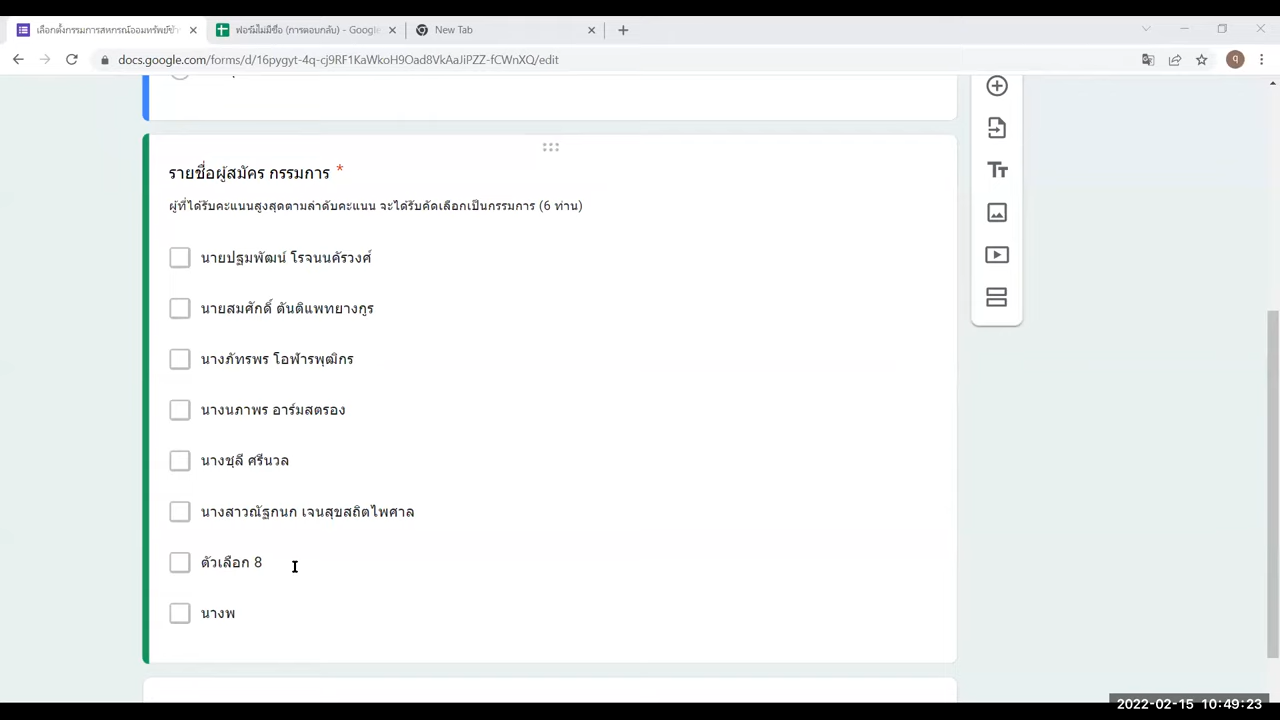 เลือกตั้งกรรมการสหกรณ์ออมทรัพย์ข้า
ฟอร์มไม่มีชื่อ (การตอบกลับ) - Google
New Tab
docs.google.com/forms/d/16pygyt-4q-cj9RF1KaWkoH9Oad8VkAaJiPZZ-fCWnXQ/edit
q
รายชื่อผู้สมัคร กรรมการ *
ผู้ที่ได้รับคะแนนสูงสุดตามลำดับคะแนน จะได้รับคัดเลือกเป็นกรรมการ (6 ท่าน)
นายปฐมพัฒน์ โรจนนคัรวงศ์
นายสมศักดิ์ ตันติแพทยางกูร
นางภัทรพร โอฬารพุฒิกร
นางนภาพร อาร์มสตรอง
นางชุลี ศรีนวล
นางสาวณัฐกนก เจนสุขสถิตไพศาล
ตัวเลือก 8
นางพ
2022-02-15 10:49:23